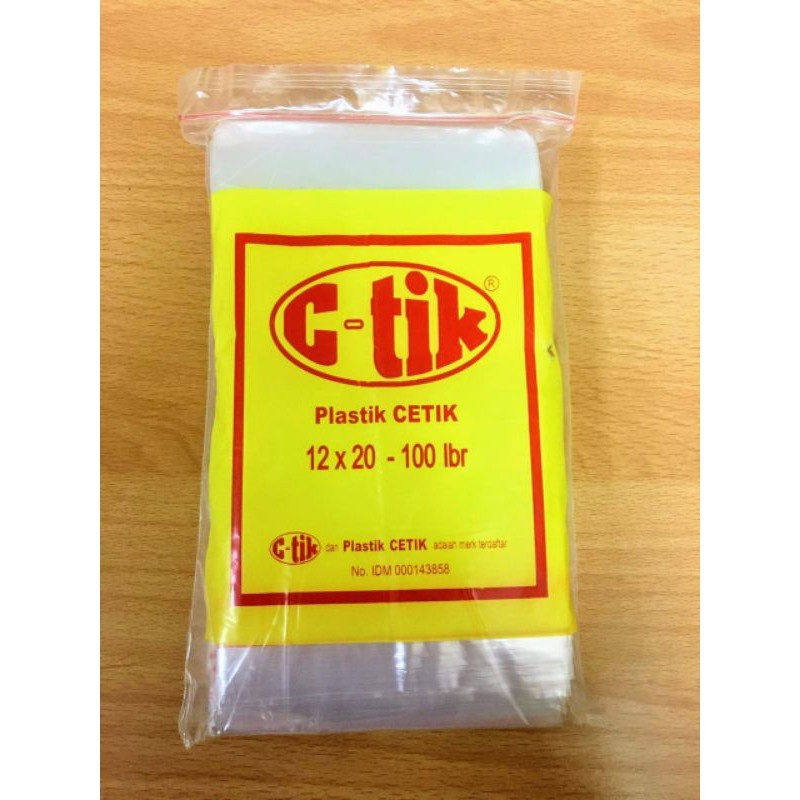 C-tik ®
Plastik CETIK
12 x 20 - 100 lbr
C-tik dan Plastik CETIK adalah merk terdaftar
No. IDM 000143858